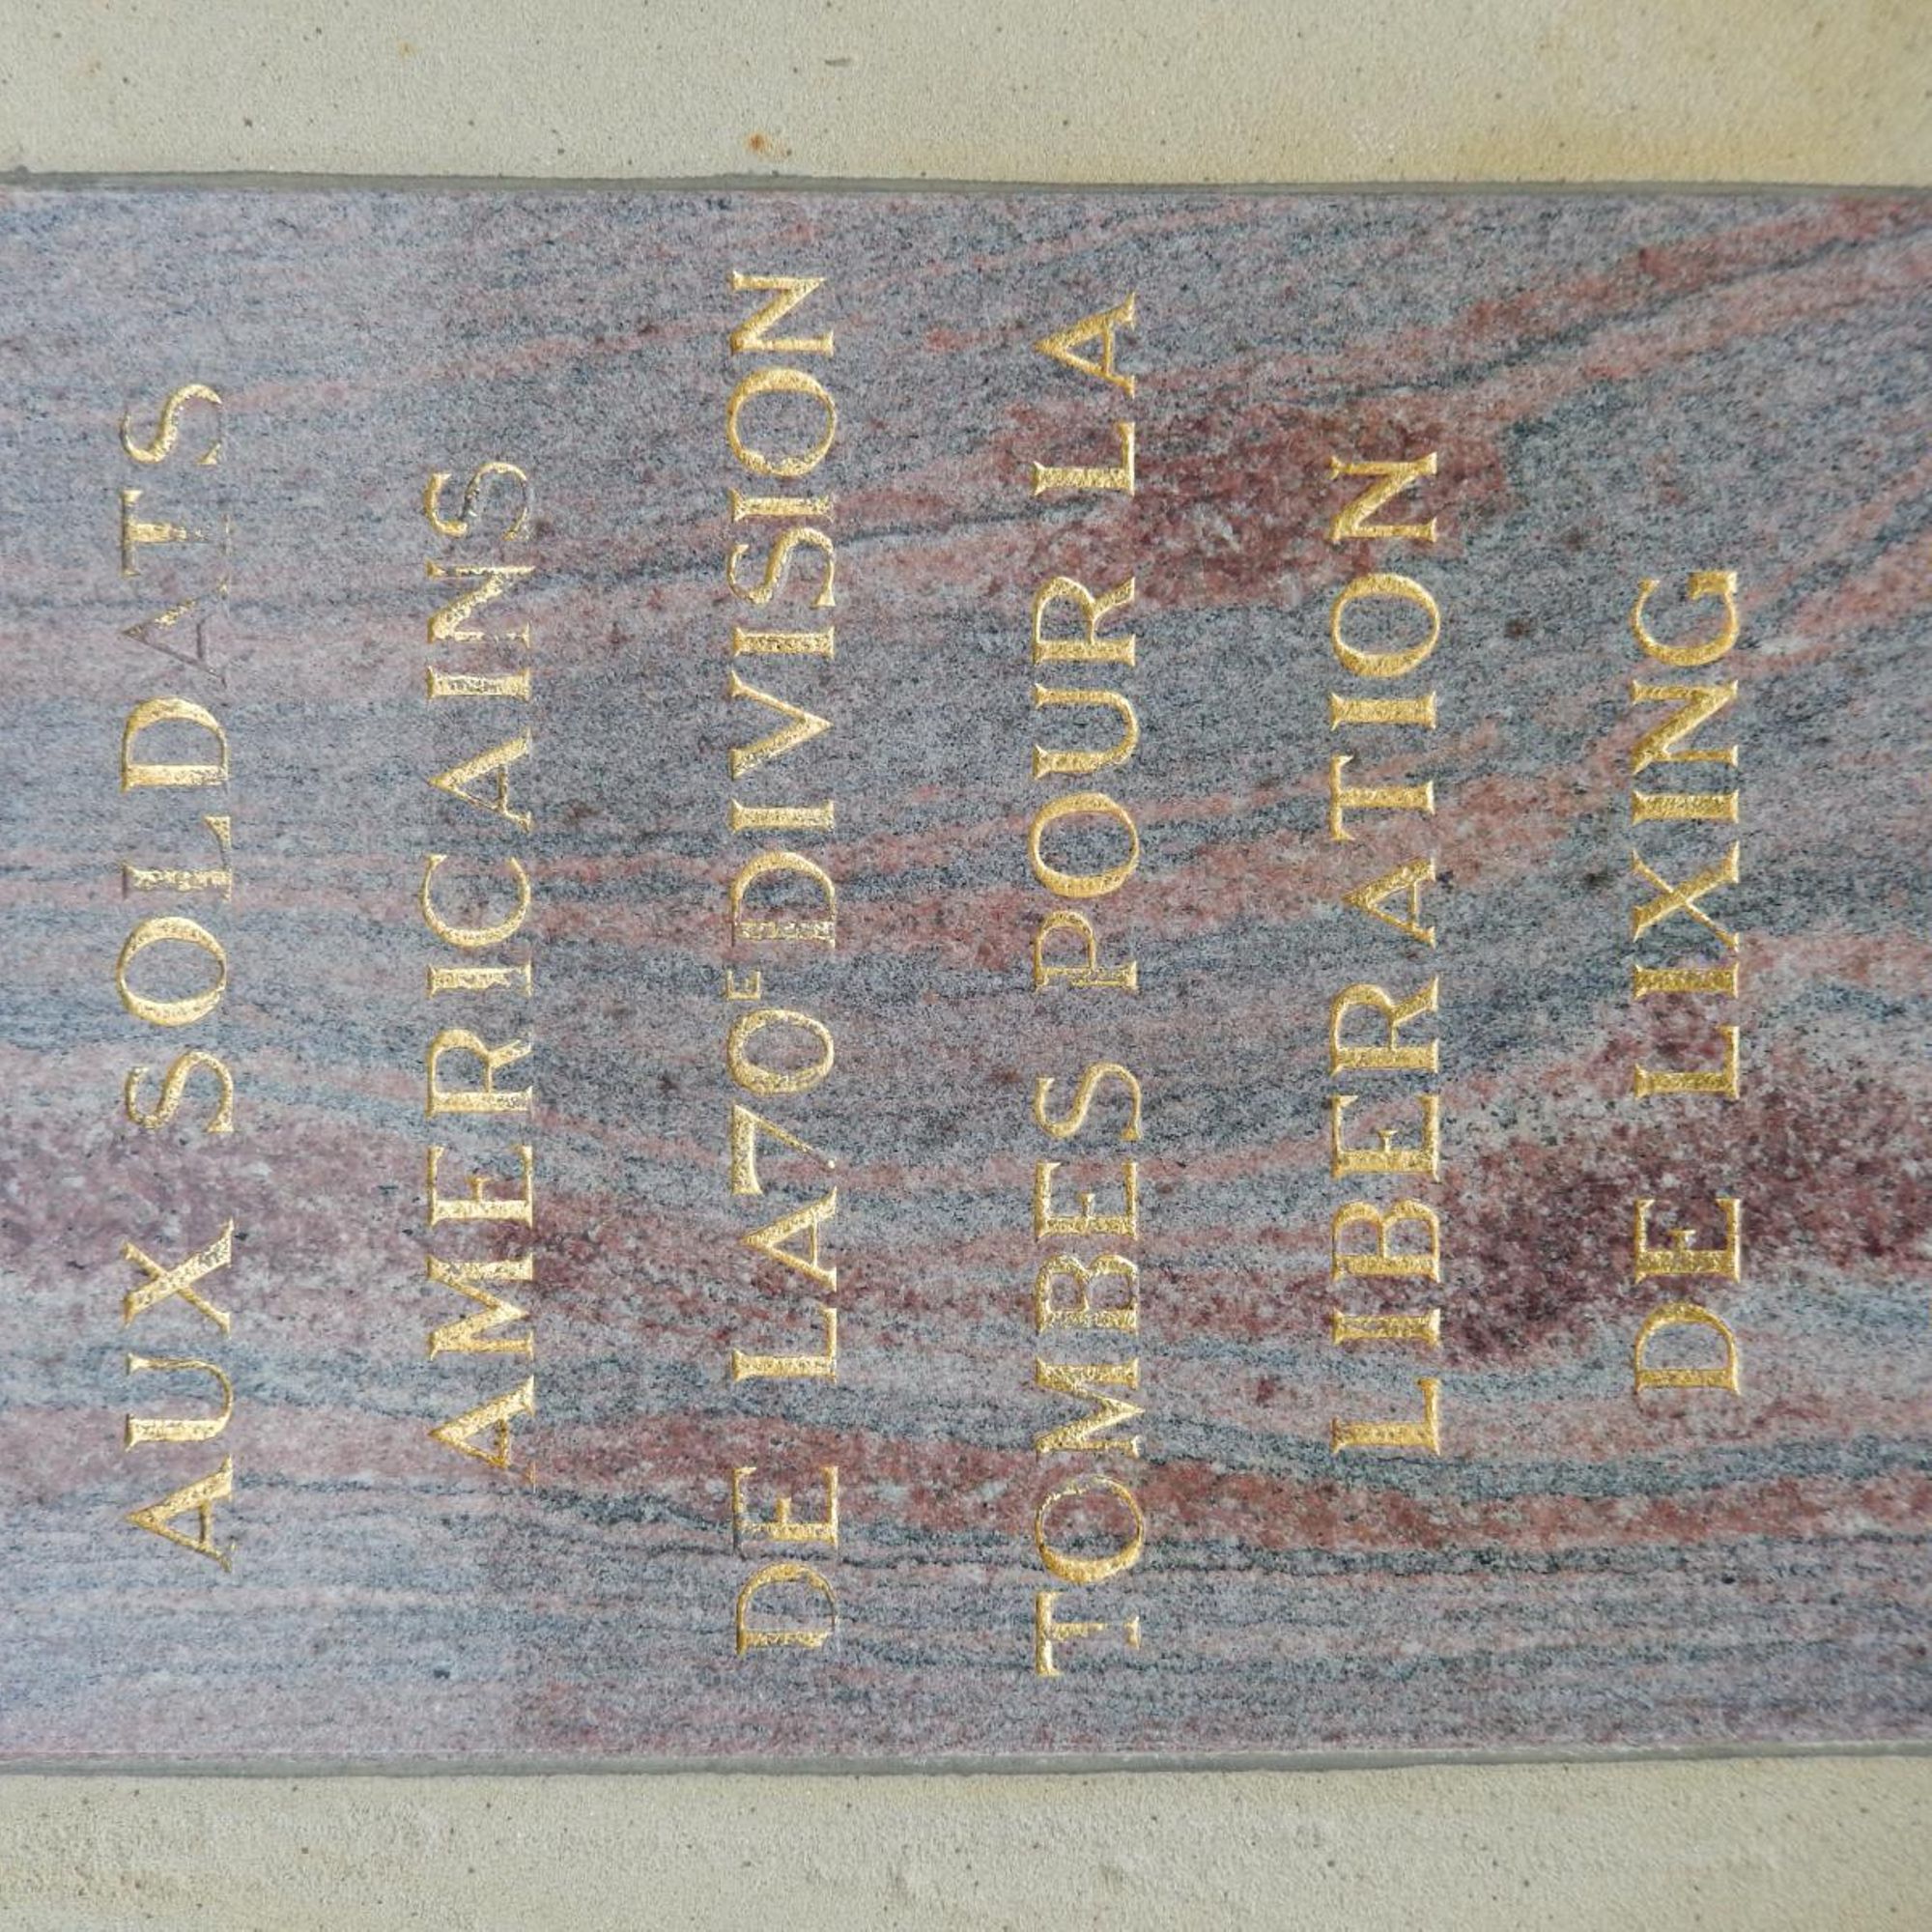 AUX SOLDATS
AMERICAINS
DE LA 70E DIVISION
TOMBES POUR LA
LIBERATION
DE LIXING